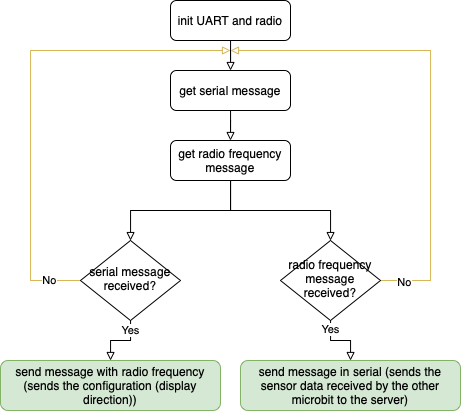 init UART and radio
get serial message
get radio frequency
message
serial message
received?
radio frequency
message
received?
No
No
Yes
Yes
send message with radio frequency
(sends the configuration (display
direction))
send message in serial (sends the
sensor data received by the other
microbit to the server)